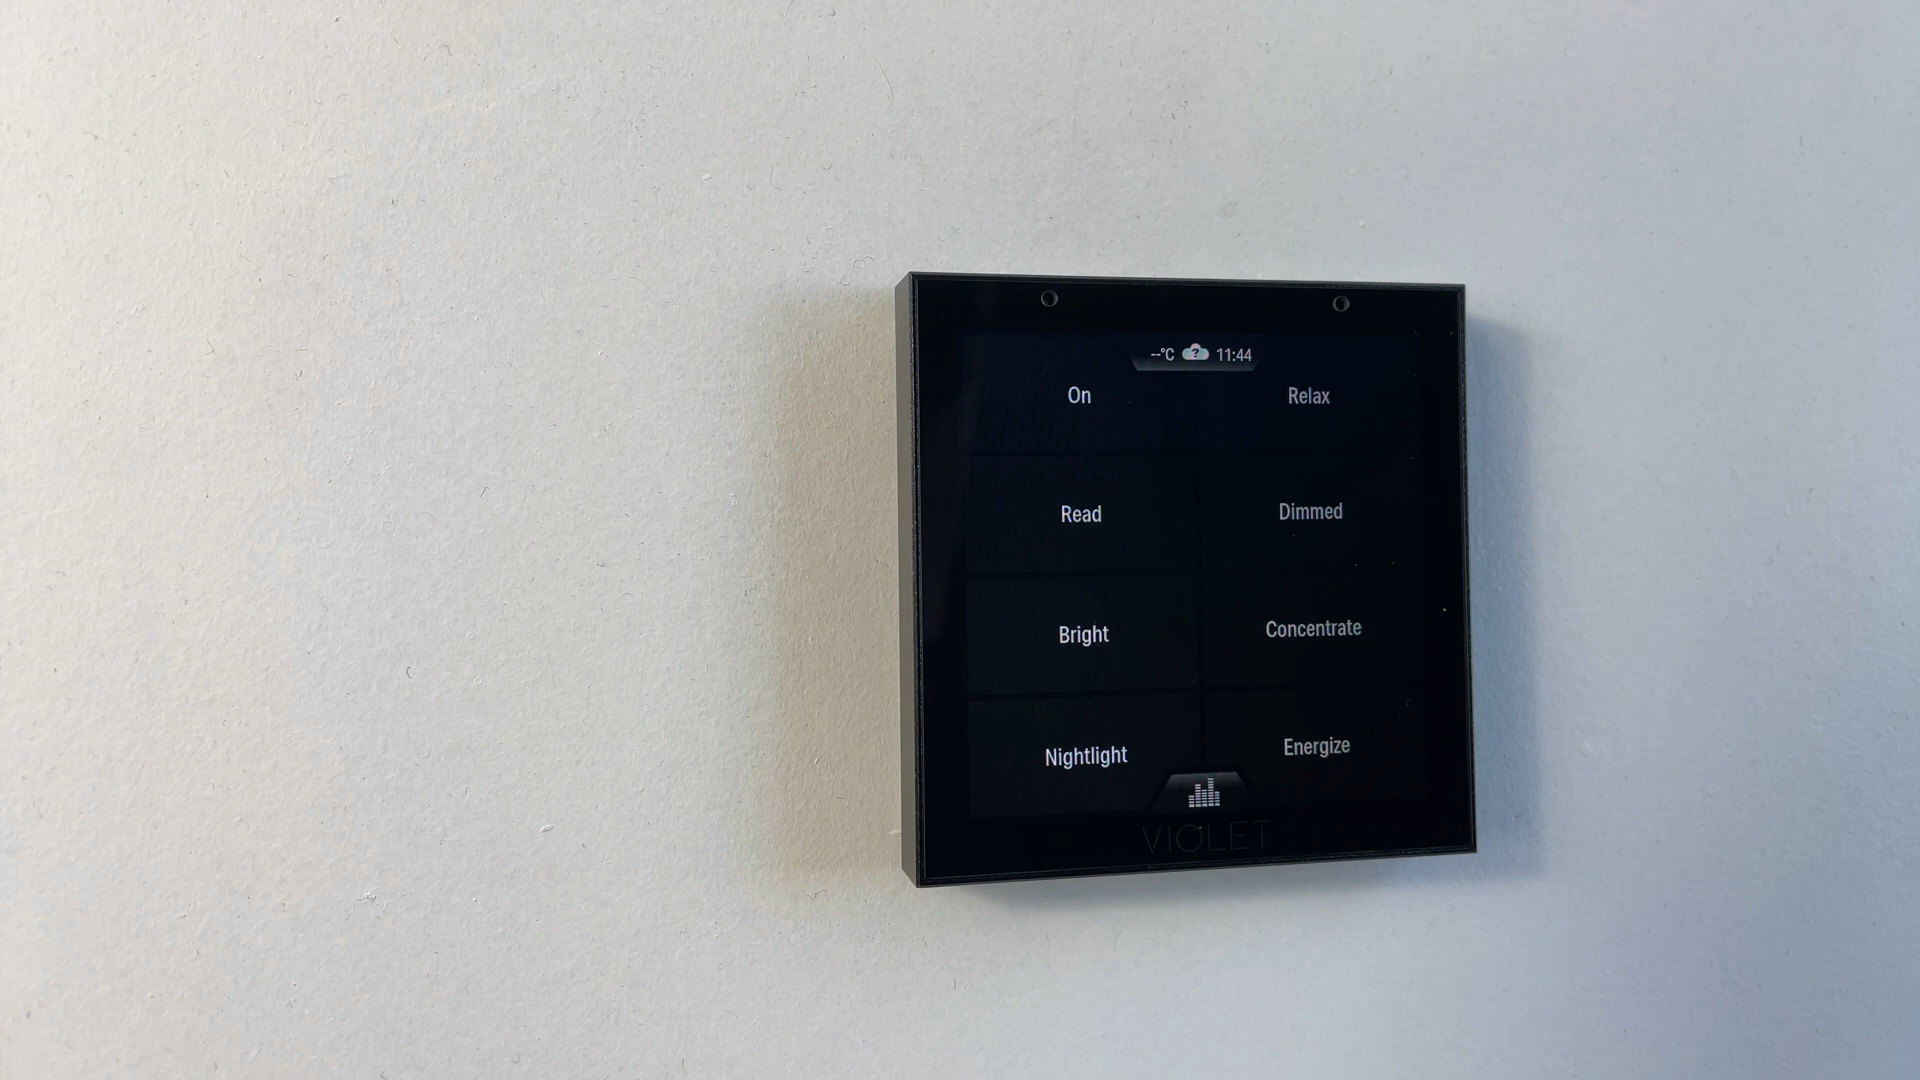 --°C ? 11:44
On Relax
Read Dimmed
Bright Concentrate
Nightlight Energize
VIOLET